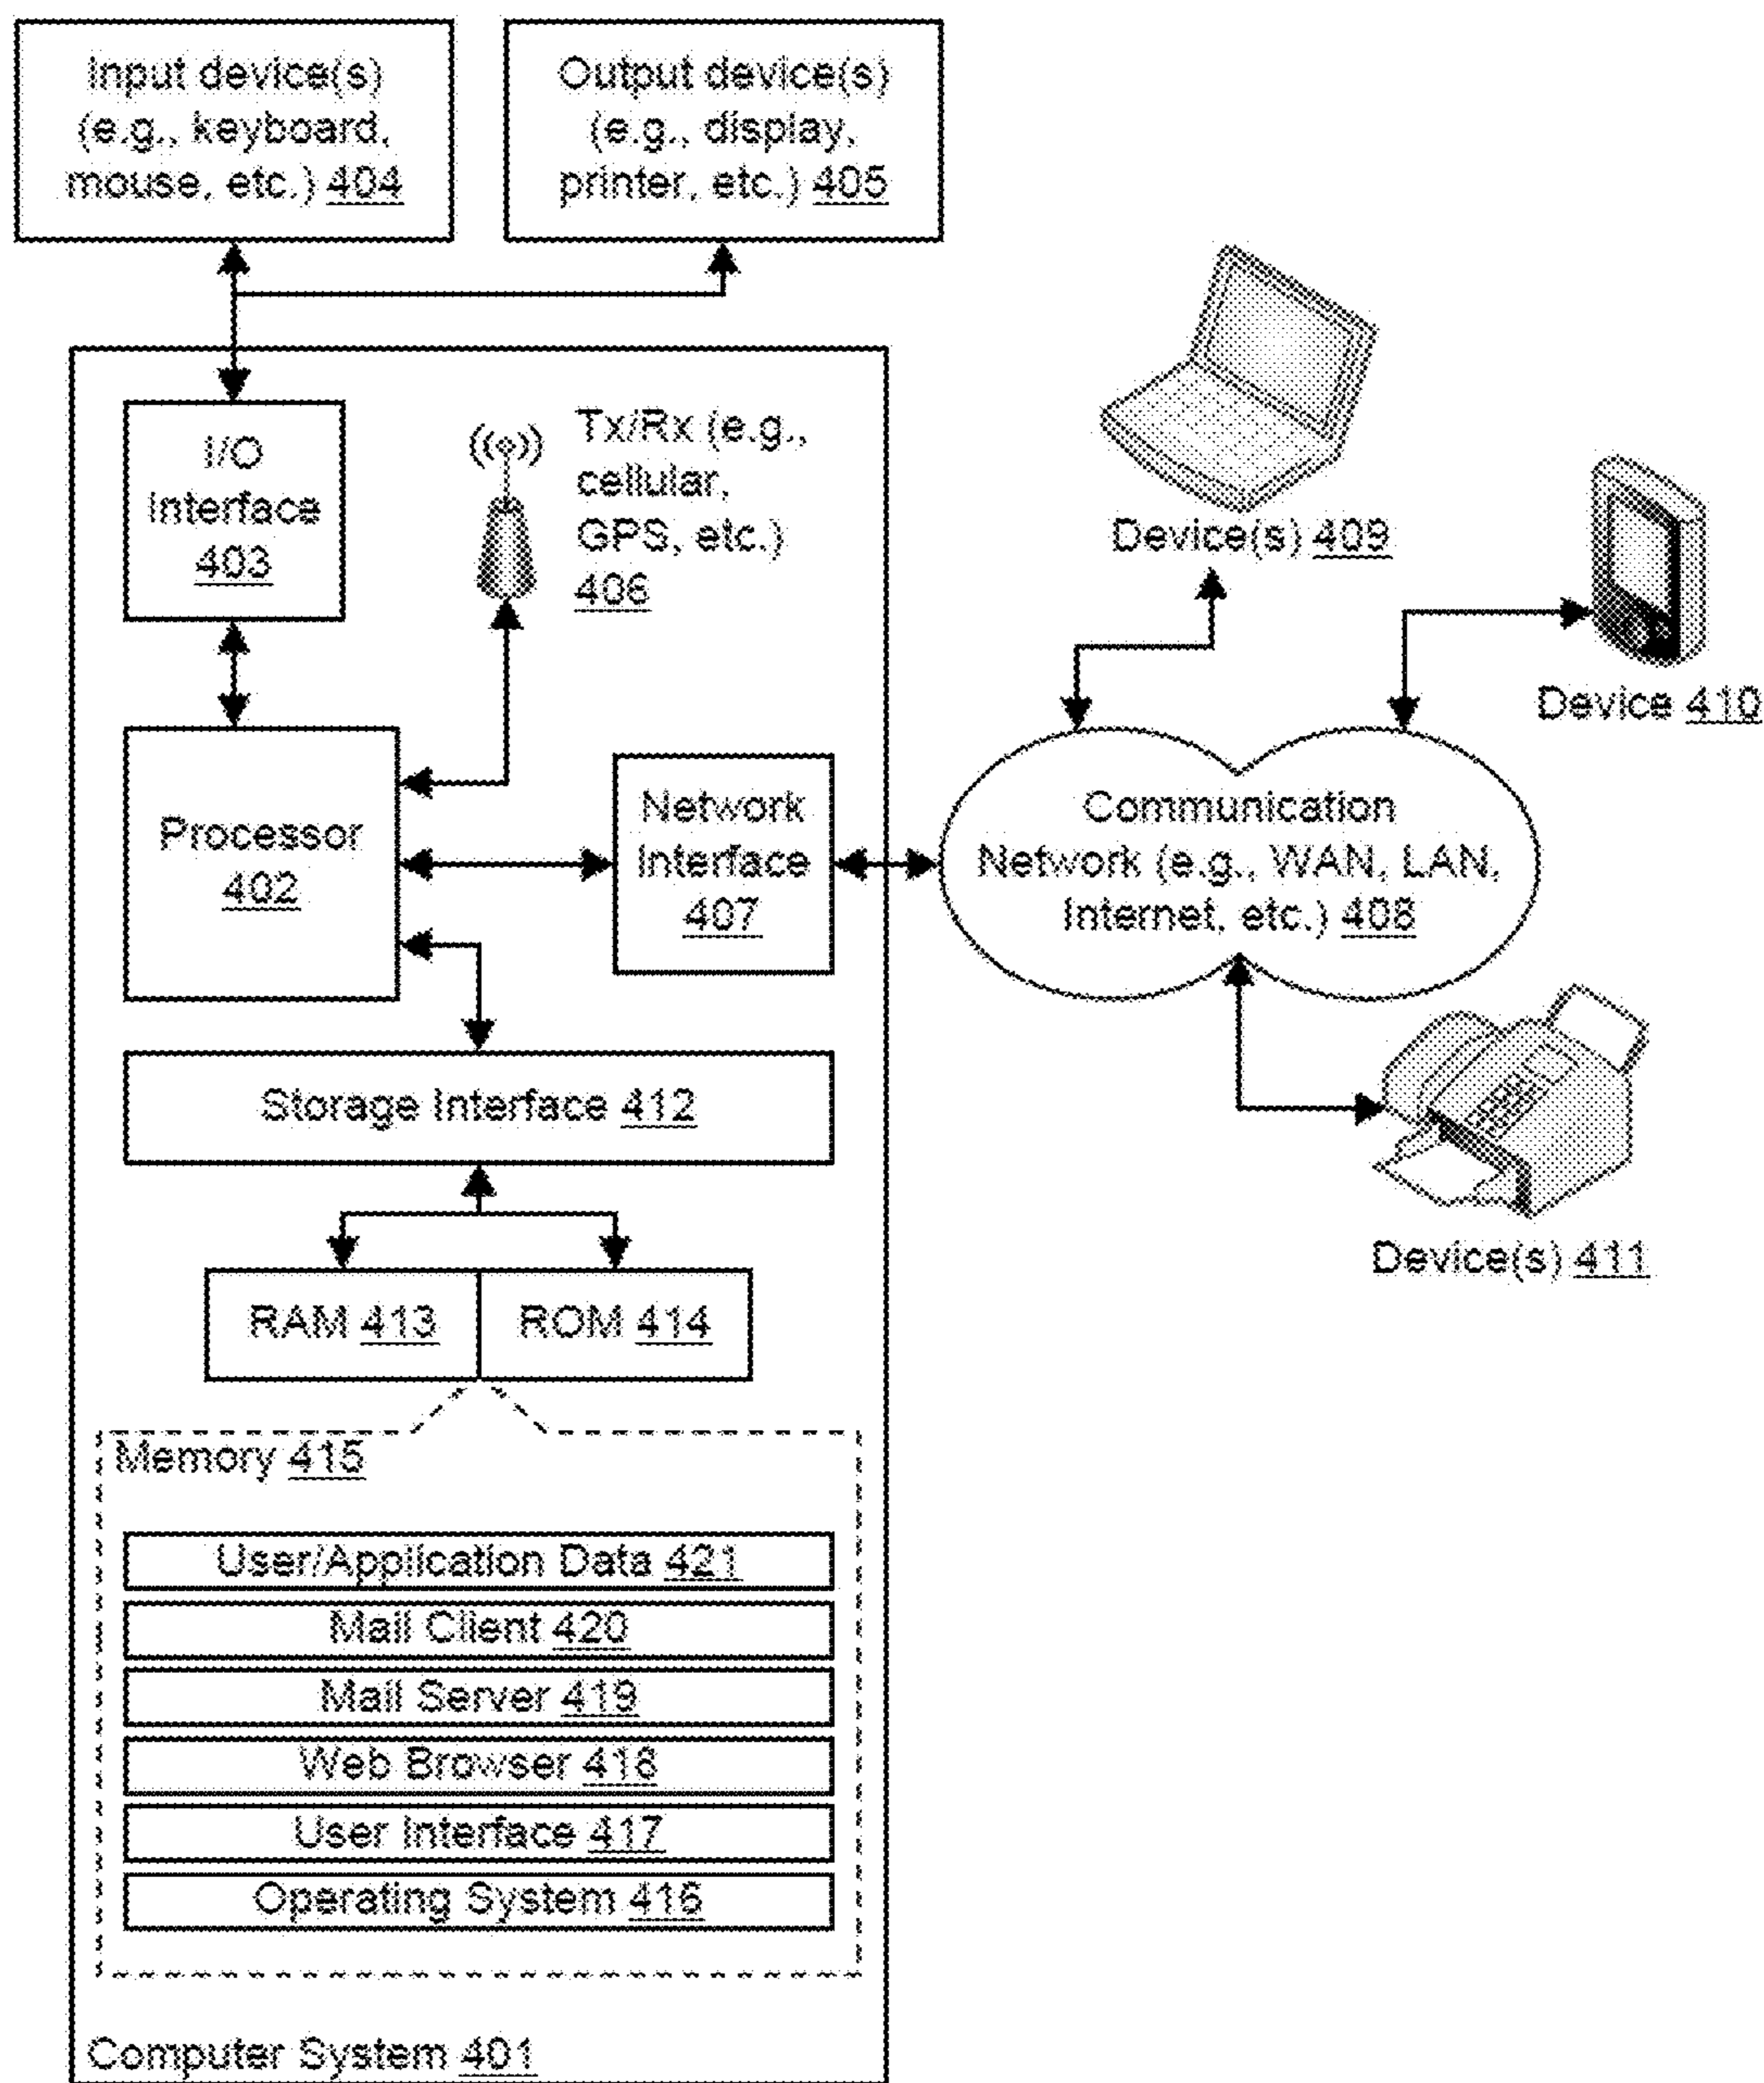 Input device(s)
(e.g., keyboard,
mouse, etc.) 404
Output device(s)
(e.g., display,
printer, etc.) 405
I/O
Interface
403
Tx/Rx (e.g.,
cellular,
GPS, etc.)
406
Device(s) 409
Device 410
Processor
402
Network
Interface
407
Communication
Network (e.g., WAN, LAN,
Internet, etc.) 408
Storage Interface 412
Device(s) 411
RAM 413
ROM 414
Memory 415
User/Application Data 421
Mail Client 420
Mail Server 419
Web Browser 418
User Interface 417
Operating System 416
Computer System 401